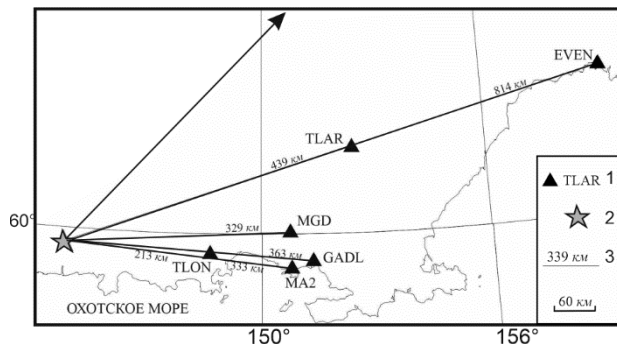 EVEN
814 км
TLAR
439 км
TLAR 1
2
60°
329 км
MGD
339 км 3
363 км
GADL
213 км
TLON
333 км
MA2
60 км
ОХОТСКОЕ МОРЕ
150°
156°